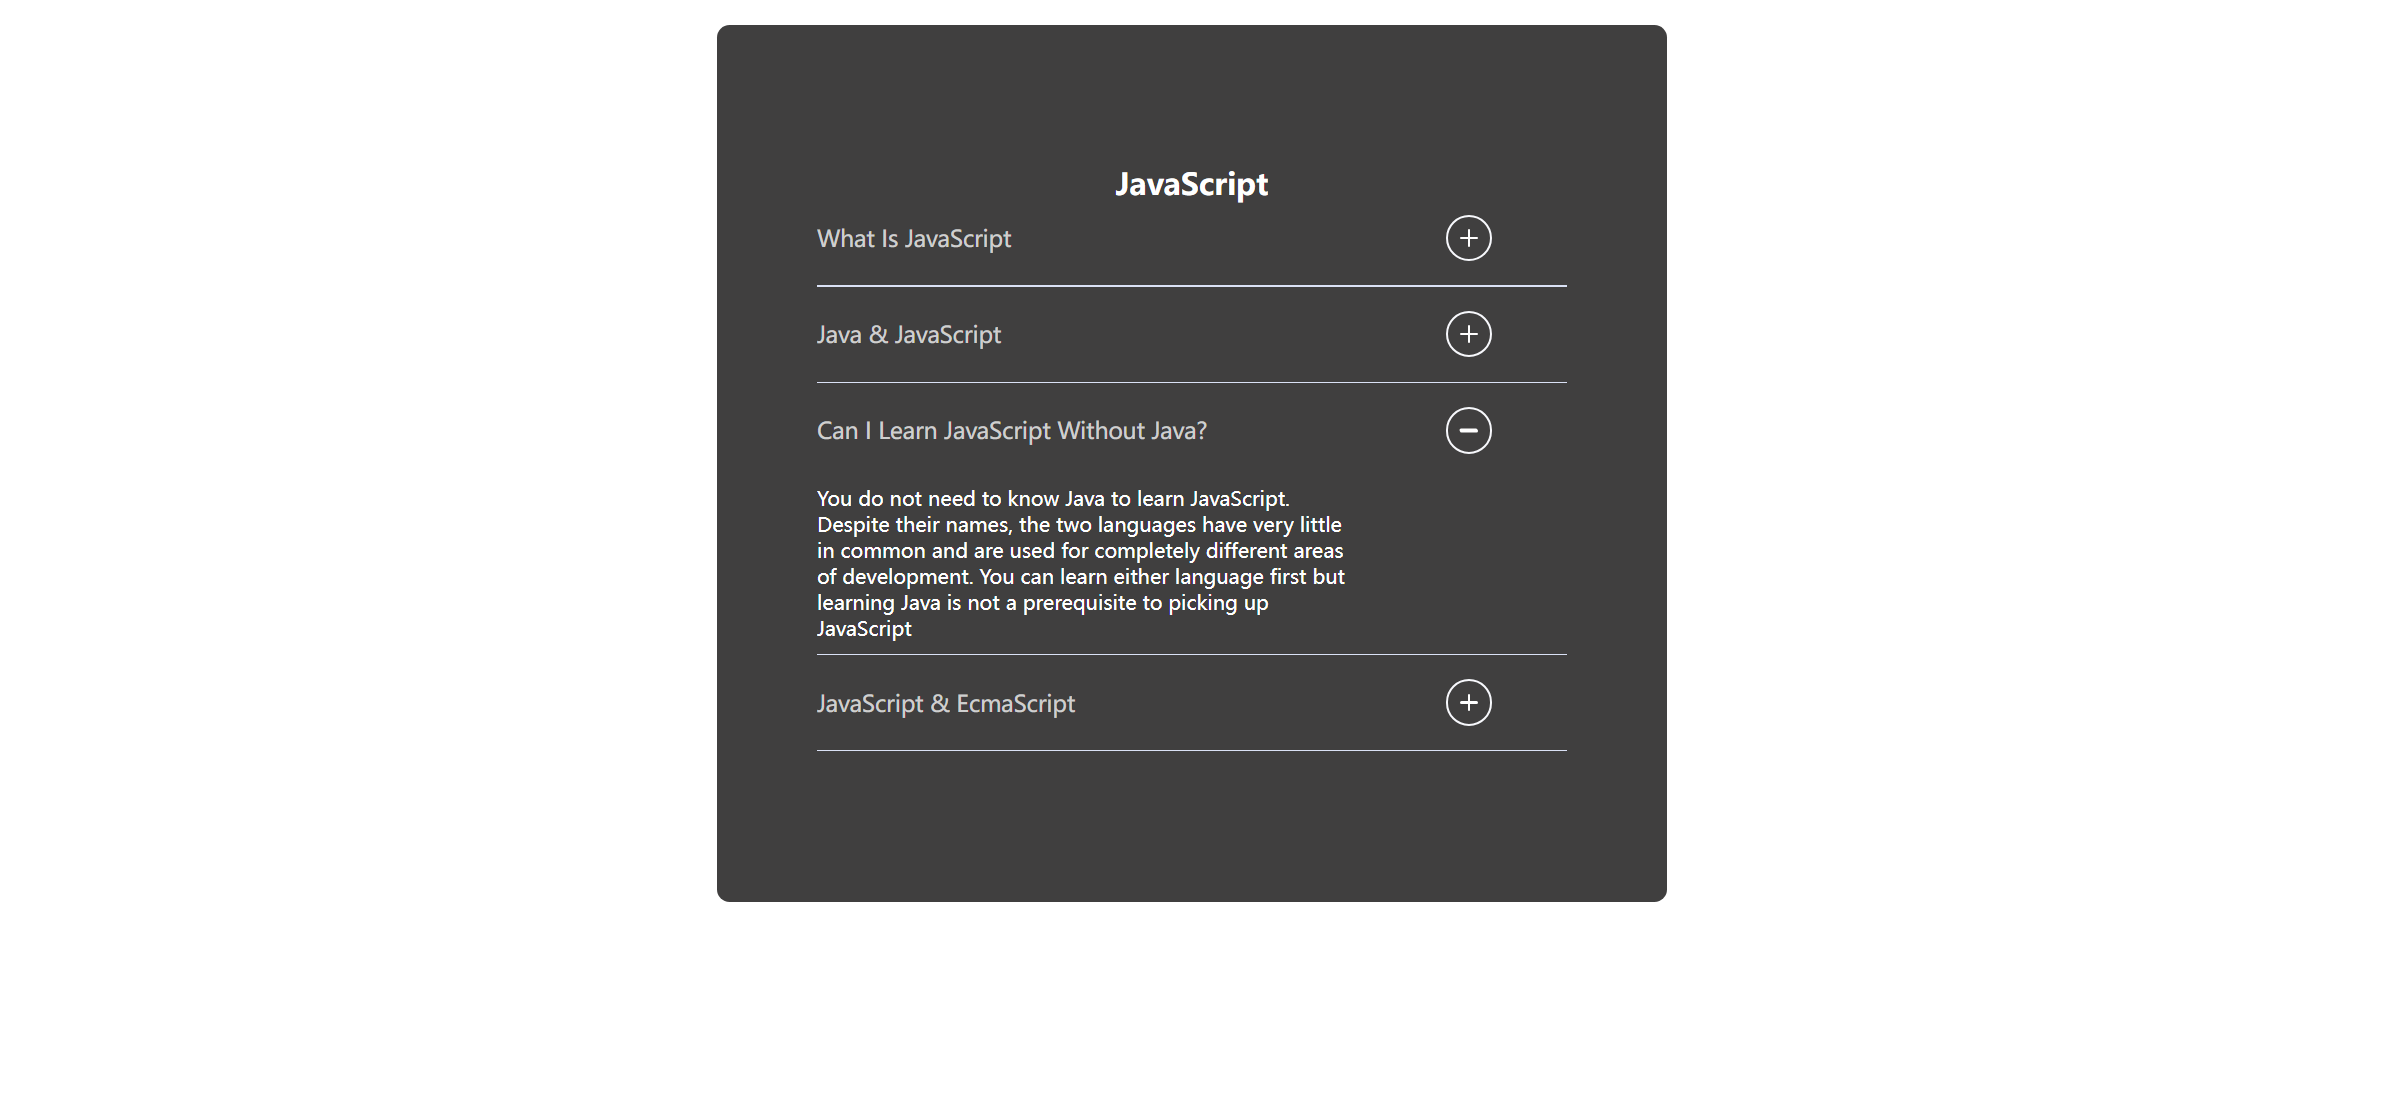 JavaScript
What Is JavaScript
Java & JavaScript
Can I Learn JavaScript Without Java?
You do not need to know Java to learn JavaScript.
Despite their names, the two languages have very little
in common and are used for completely different areas
of development. You can learn either language first but
learning Java is not a prerequisite to picking up
JavaScript
JavaScript & EcmaScript